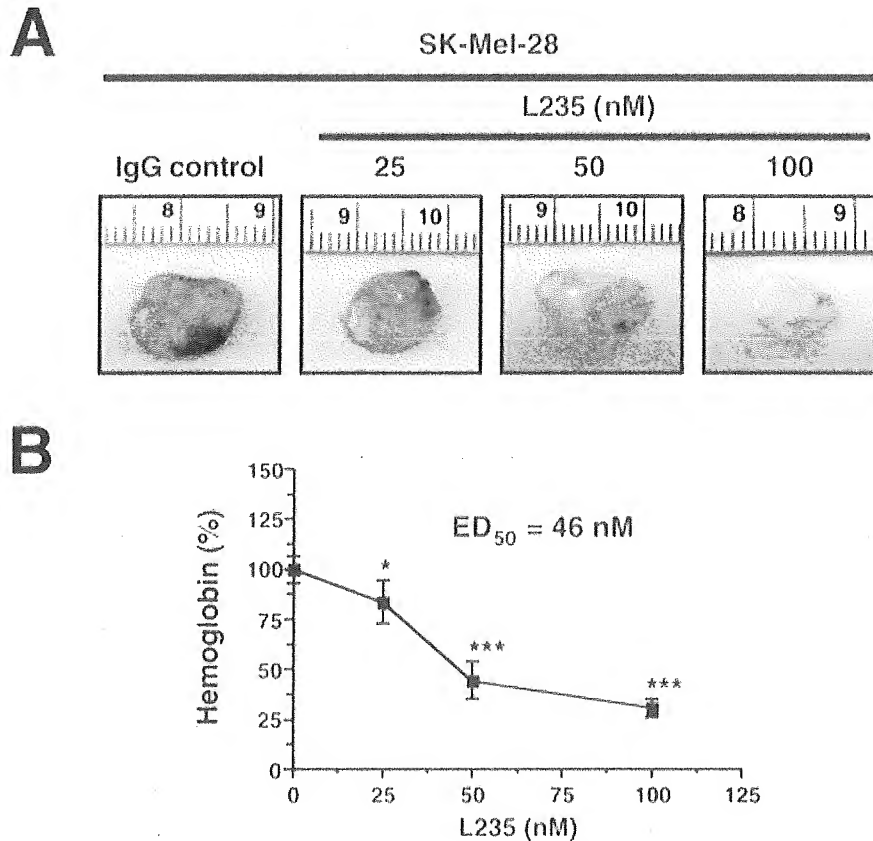 A
SK-Mel-28
L235 (nM)
IgG control 25 50 100
8 9 9 10 9 10 8 9
B
150
125
100
75
50
25
0
Hemoglobin (%)
ED50 = 46 nM
* *** ***
0 25 50 75 100 125
L235 (nM)